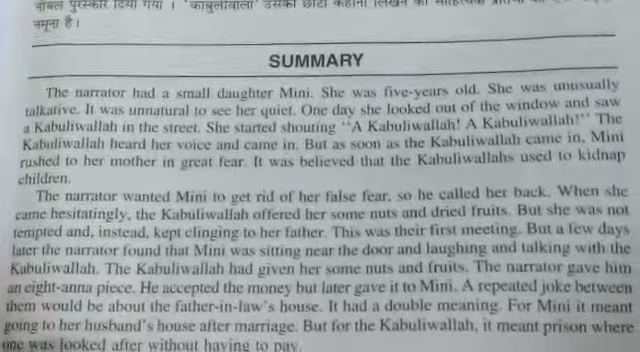 नोबल पुरस्कार दिया गया । 'काबुलीवाला' उसकी छोटी कहानी लिखने की साहित्यिक
नमूना है।
SUMMARY
The narrator had a small daughter Mini. She was five-years old. She was unusually
talkative. It was unnatural to see her quiet. One day she looked out of the window and saw
a Kabuliwallah in the street. She started shouting "A Kabuliwallah! A Kabuliwallah!" The
Kabuliwallah heard her voice and came in. But as soon as the Kabuliwallah came in, Mini
rushed to her mother in great fear. It was believed that the Kabuliwallahs used to kidnap
children.
The narrator wanted Mini to get rid of her false fear, so he called her back. When she
came hesitatingly, the Kabuliwallah offered her some nuts and dried fruits. But she was not
tempted and, instead, kept clinging to her father. This was their first meeting. But a few days
later the narrator found that Mini was sitting near the door and laughing and talking with the
Kabuliwallah. The Kabuliwallah had given her some nuts and fruits. The narrator gave him
an eight-anna piece. He accepted the money but later gave it to Mini. A repeated joke between
them would be about the father-in-law's house. It had a double meaning. For Mini it meant
going to her husband's house after marriage. But for the Kabuliwallah, it meant prison where
one was looked after without having to pay.